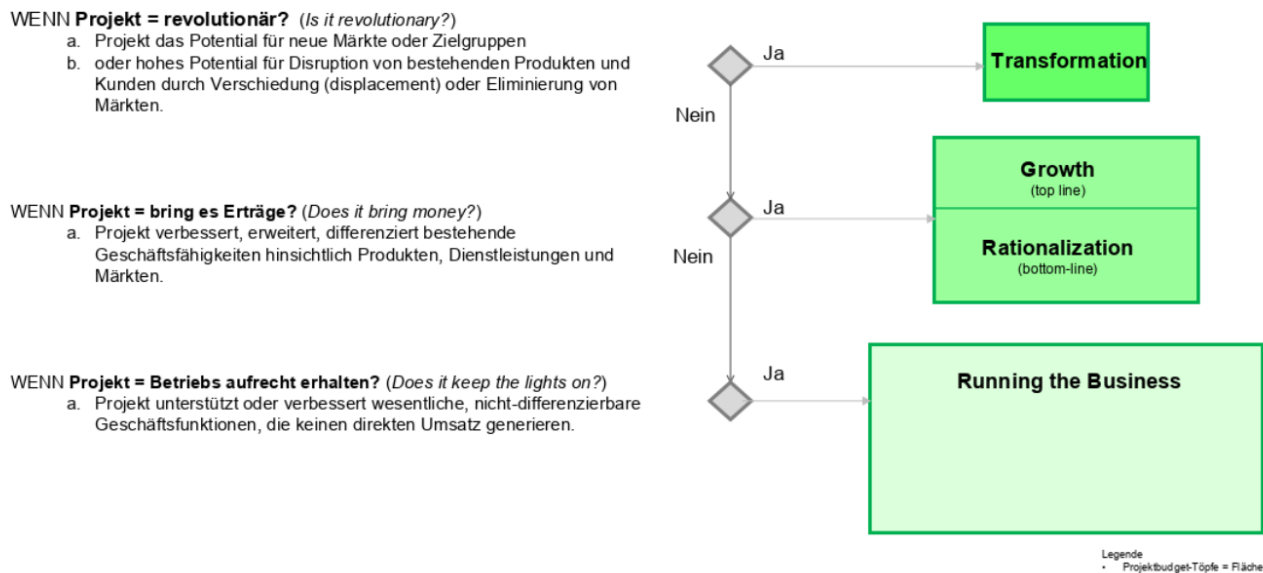 WENN Projekt = revolutionär? (Is it revolutionary?)
a. Projekt das Potential für neue Märkte oder Zielgruppen
b. oder hohes Potential für Disruption von bestehenden Produkten und
Kunden durch Verschiedung (displacement) oder Eliminierung von
Märkten.
Ja
Transformation
Nein
WENN Projekt = bring es Erträge? (Does it bring money?)
a. Projekt verbessert, erweitert, differenziert bestehende
Geschäftsfähigkeiten hinsichtlich Produkten, Dienstleistungen und
Märkten.
Ja
Growth
(top line)
Rationalization
(bottom-line)
Nein
WENN Projekt = Betriebs aufrecht erhalten? (Does it keep the lights on?)
a. Projekt unterstützt oder verbessert wesentliche, nicht-differenzierbare
Geschäftsfunktionen, die keinen direkten Umsatz generieren.
Ja
Running the Business
Legende
• Projektbudget-Töpfe = Fläche